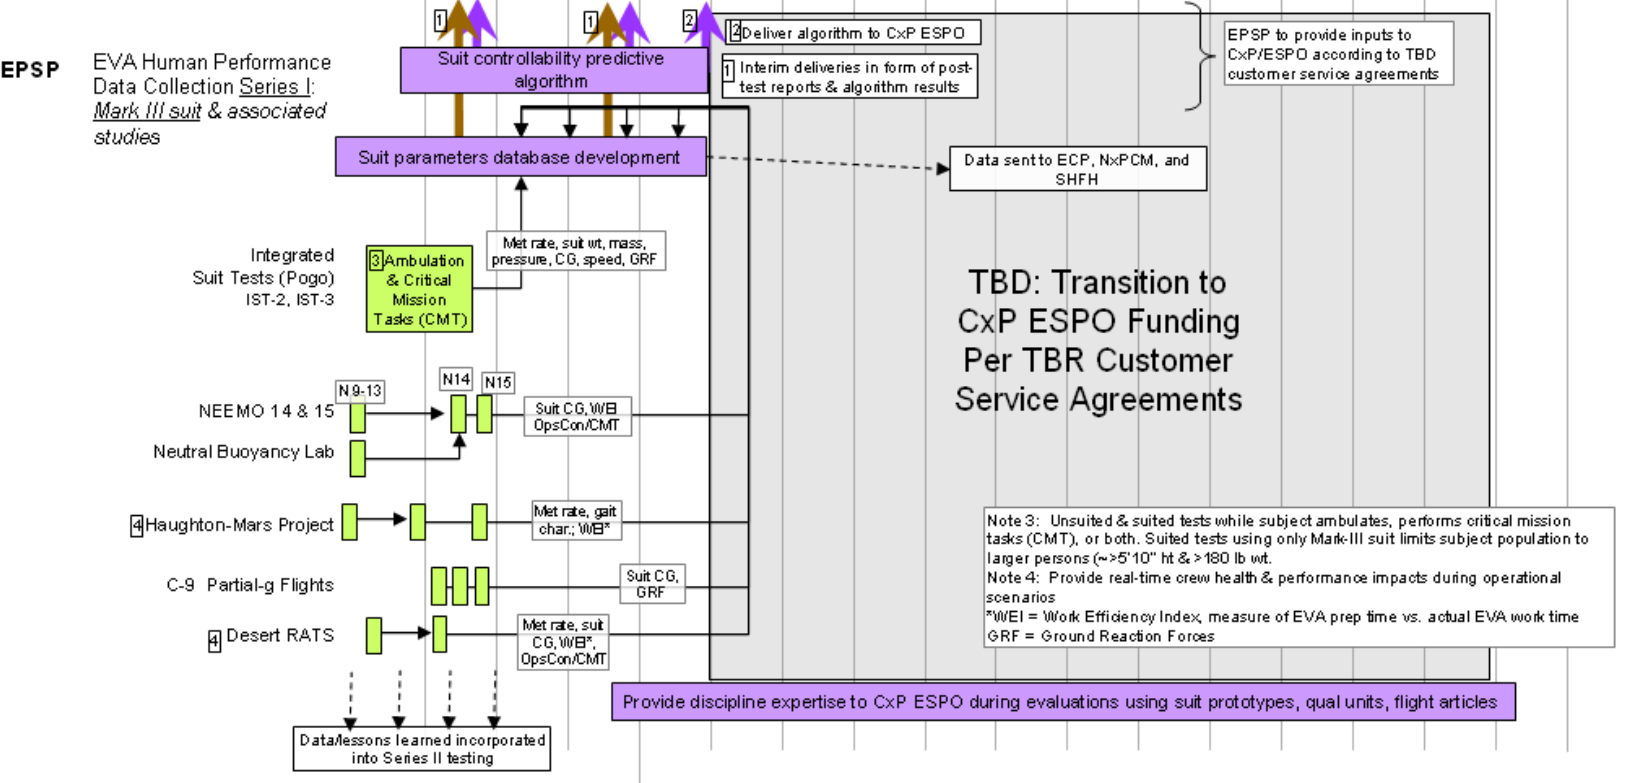 1
1
2
2 Deliver algorithm to CxP ESPO
EPSP to provide inputs to
CxP/ESPO according to TBD
customer service agreements
EPSP
EVA Human Performance
Data Collection Series I:
Mark III suit & associated
studies
Suit controllability predictive
algorithm
1 Interim deliveries in form of post-
test reports & algorithm results
Suit parameters database development
Data sent to ECP, NxPCM, and
SHFH
Integrated
Suit Tests (Pogo)
IST-2, IST-3
3 Ambulation
& Critical
Mission
Tasks (CMT)
Met rate, suit wt, mass,
pressure, CG, speed, GRF
TBD: Transition to
CxP ESPO Funding
Per TBR Customer
Service Agreements
N 9-13
N14
N15
NEEMO 14 & 15
Suit CG, WEI
OpsCon/CMT
Neutral Buoyancy Lab
4 Haughton-Mars Project
Met rate, gait
char.; WEI*
C-9 Partial-g Flights
Suit CG,
GRF
4 Desert RATS
Met rate, suit
CG, WEI*,
OpsCon/CMT
Note 3: Unsuited & suited tests while subject ambulates, performs critical mission
tasks (CMT), or both. Suited tests using only Mark-III suit limits subject population to
larger persons (~>5'10" ht & >180 lb wt.
Note 4: Provide real-time crew health & performance impacts during operational
scenarios
*WEI = Work Efficiency Index, measure of EVA prep time vs. actual EVA work time
GRF = Ground Reaction Forces
Provide discipline expertise to CxP ESPO during evaluations using suit prototypes, qual units, flight articles
Data/lessons learned incorporated
into Series II testing